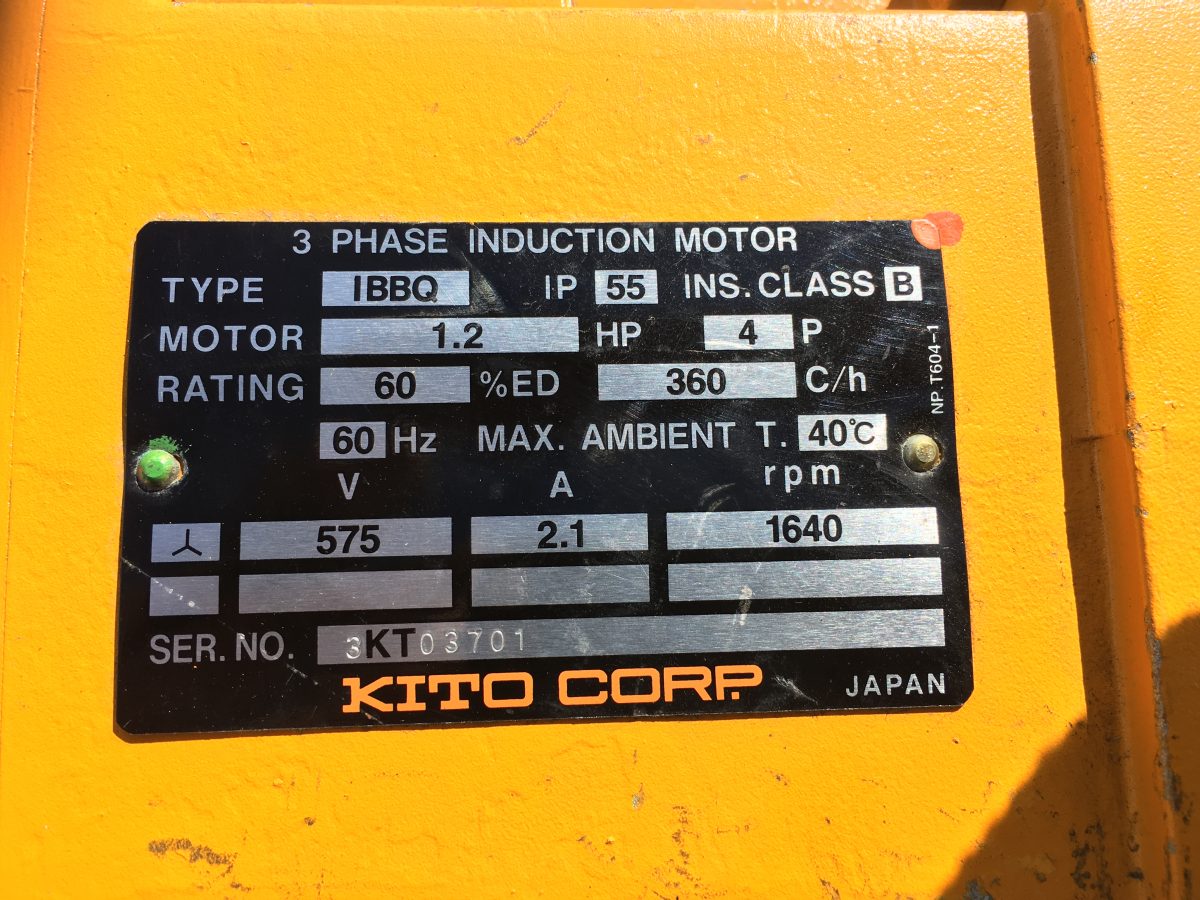 3 PHASE INDUCTION MOTOR
TYPE IBBQ IP 55 INS. CLASS B
MOTOR 1.2 HP 4 P
RATING 60 %ED 360 C/h
60 Hz MAX. AMBIENT T. 40℃
V A rpm
575 2.1 1640
SER. NO. 3KT03701
KITO CORP. JAPAN
NP.T604-1